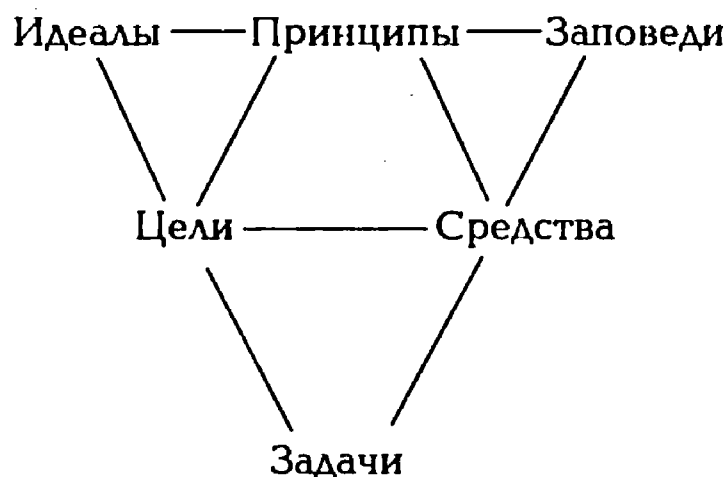 Идеалы — Принципы — Заповеди
Цели — Средства
Задачи